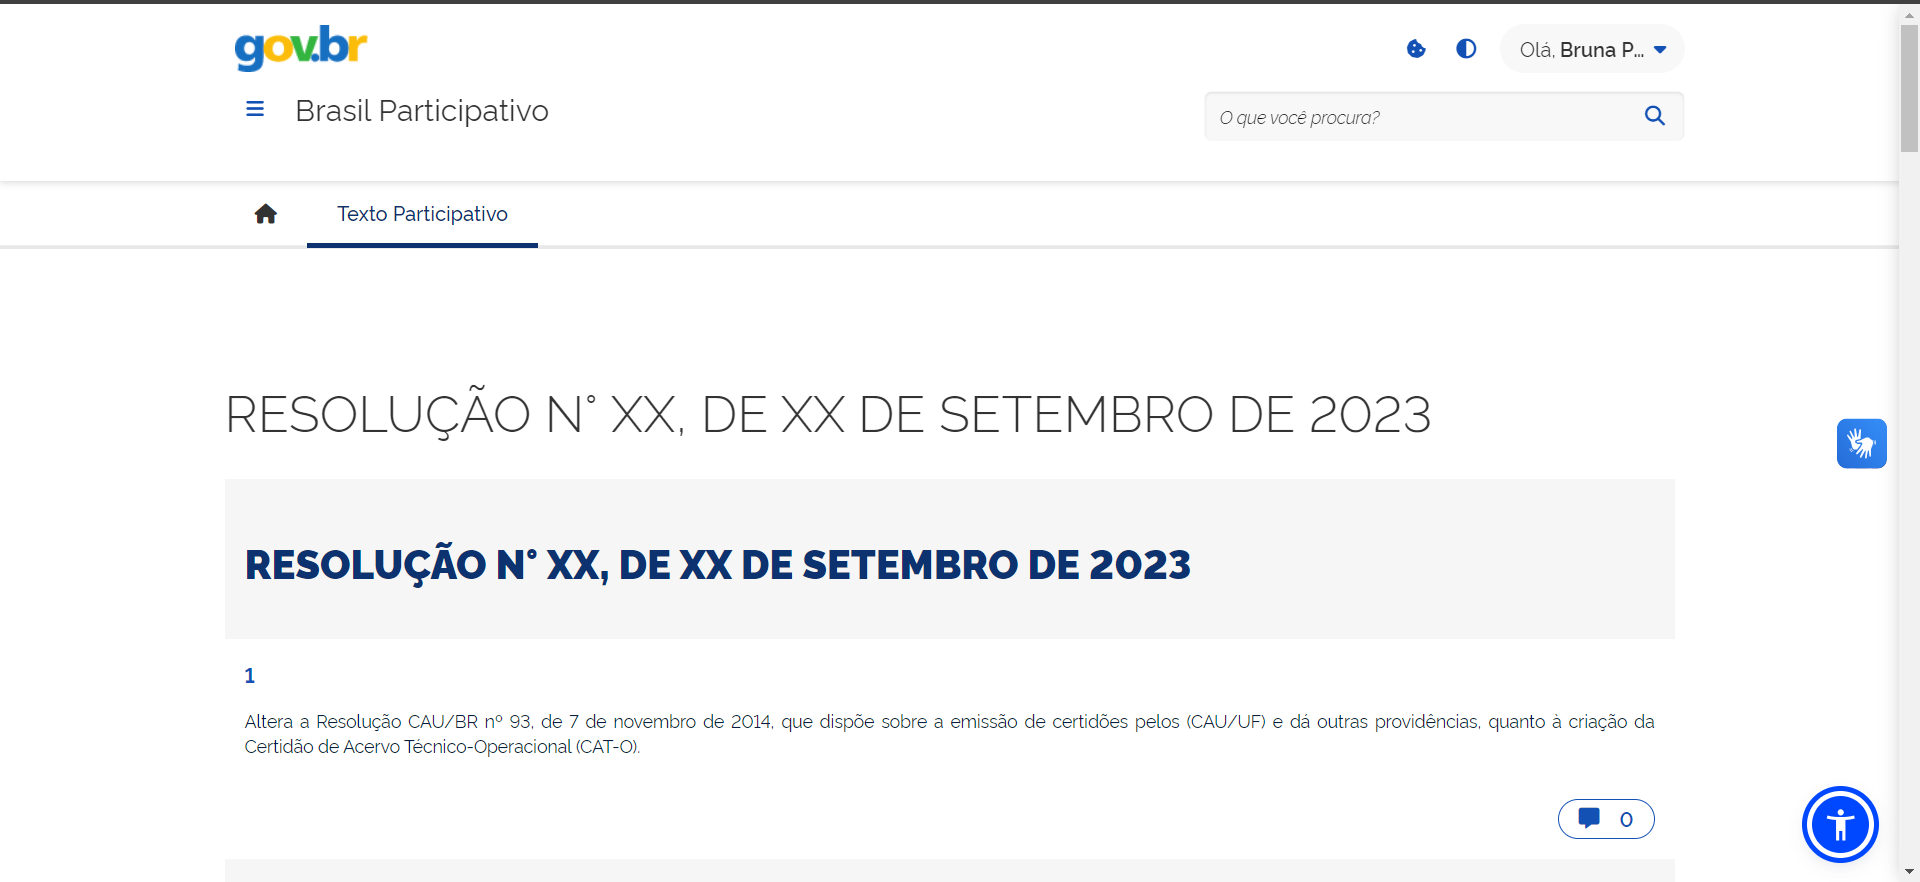 gov.br
Olá, Bruna P...
Brasil Participativo
O que você procura?
Texto Participativo
RESOLUÇÃO N° XX, DE XX DE SETEMBRO DE 2023
RESOLUÇÃO N° XX, DE XX DE SETEMBRO DE 2023
1
Altera a Resolução CAU/BR nº 93, de 7 de novembro de 2014, que dispõe sobre a emissão de certidões pelos (CAU/UF) e dá outras providências, quanto à criação da
Certidão de Acervo Técnico-Operacional (CAT-O).
0